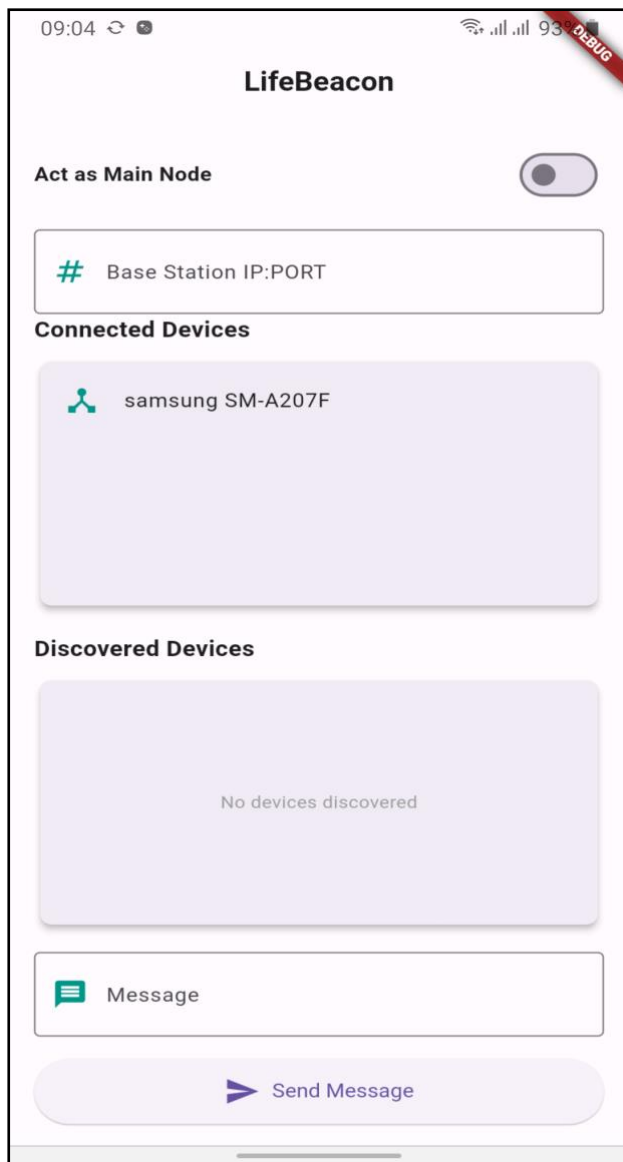 09:04 93%
DEBUG
LifeBeacon
Act as Main Node
Base Station IP:PORT
Connected Devices
samsung SM-A207F
Discovered Devices
No devices discovered
Message
Send Message